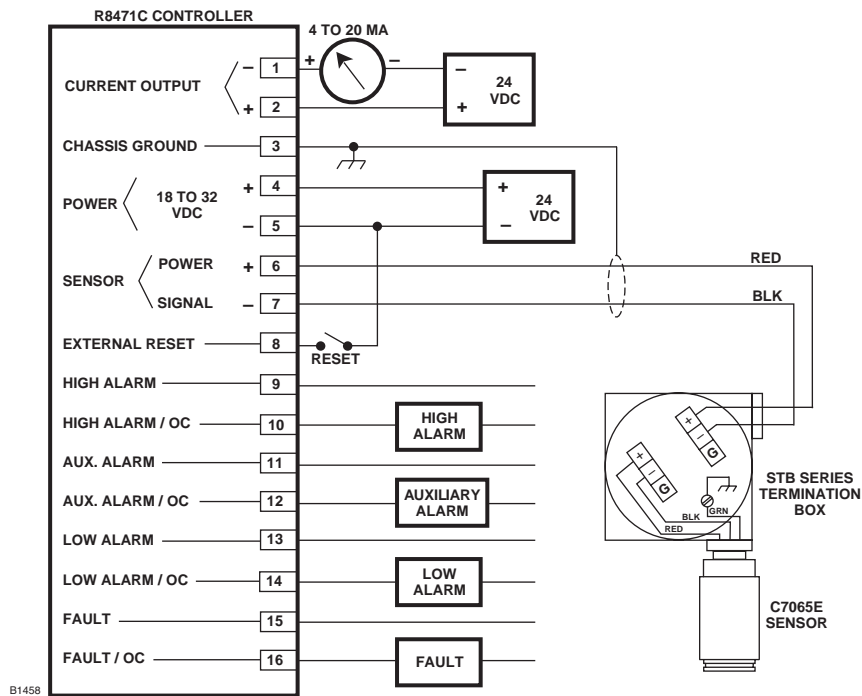 R8471C CONTROLLER
4 TO 20 MA
CURRENT OUTPUT
– 1 + –
+ 2
– 24 VDC +
CHASSIS GROUND 3
POWER 18 TO 32 VDC
+ 4
– 5
+ 24 VDC –
SENSOR
POWER + 6 RED
SIGNAL – 7 BLK
EXTERNAL RESET 8 RESET
HIGH ALARM 9
HIGH ALARM / OC 10 HIGH ALARM
AUX. ALARM 11
AUX. ALARM / OC 12 AUXILIARY ALARM
LOW ALARM 13
LOW ALARM / OC 14 LOW ALARM
FAULT 15
FAULT / OC 16 FAULT
+ – G
+ – G
GRN
BLK
RED
STB SERIES
TERMINATION
BOX
C7065E
SENSOR
B1458